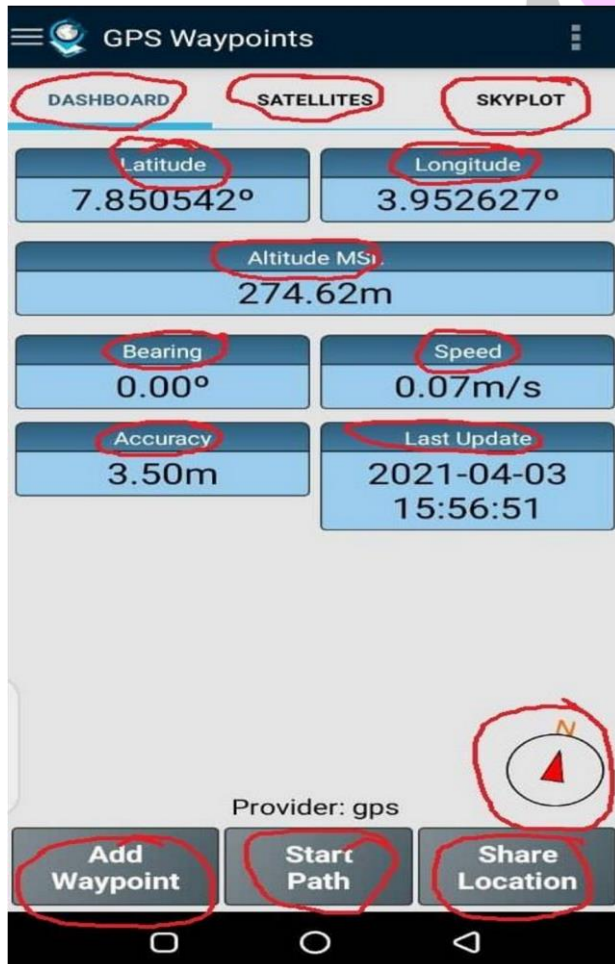 GPS Waypoints
DASHBOARD SATELLITES SKYPLOT
Latitude Longitude
7.850542° 3.952627°
Altitude MSL
274.62m
Bearing Speed
0.00° 0.07m/s
Accuracy Last Update
3.50m 2021-04-03
15:56:51
N
Provider: gps
Add Start Share
Waypoint Path Location